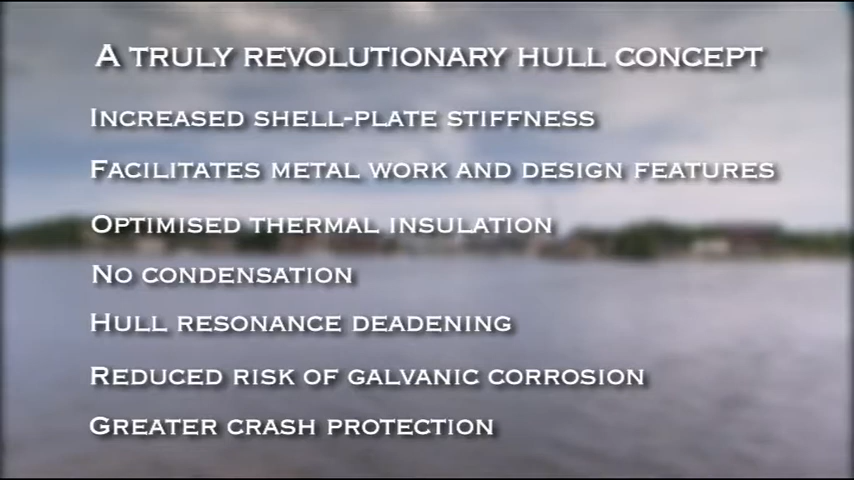 A TRULY REVOLUTIONARY HULL CONCEPT
INCREASED SHELL-PLATE STIFFNESS
FACILITATES METAL WORK AND DESIGN FEATURES
OPTIMISED THERMAL INSULATION
NO CONDENSATION
HULL RESONANCE DEADENING
REDUCED RISK OF GALVANIC CORROSION
GREATER CRASH PROTECTION